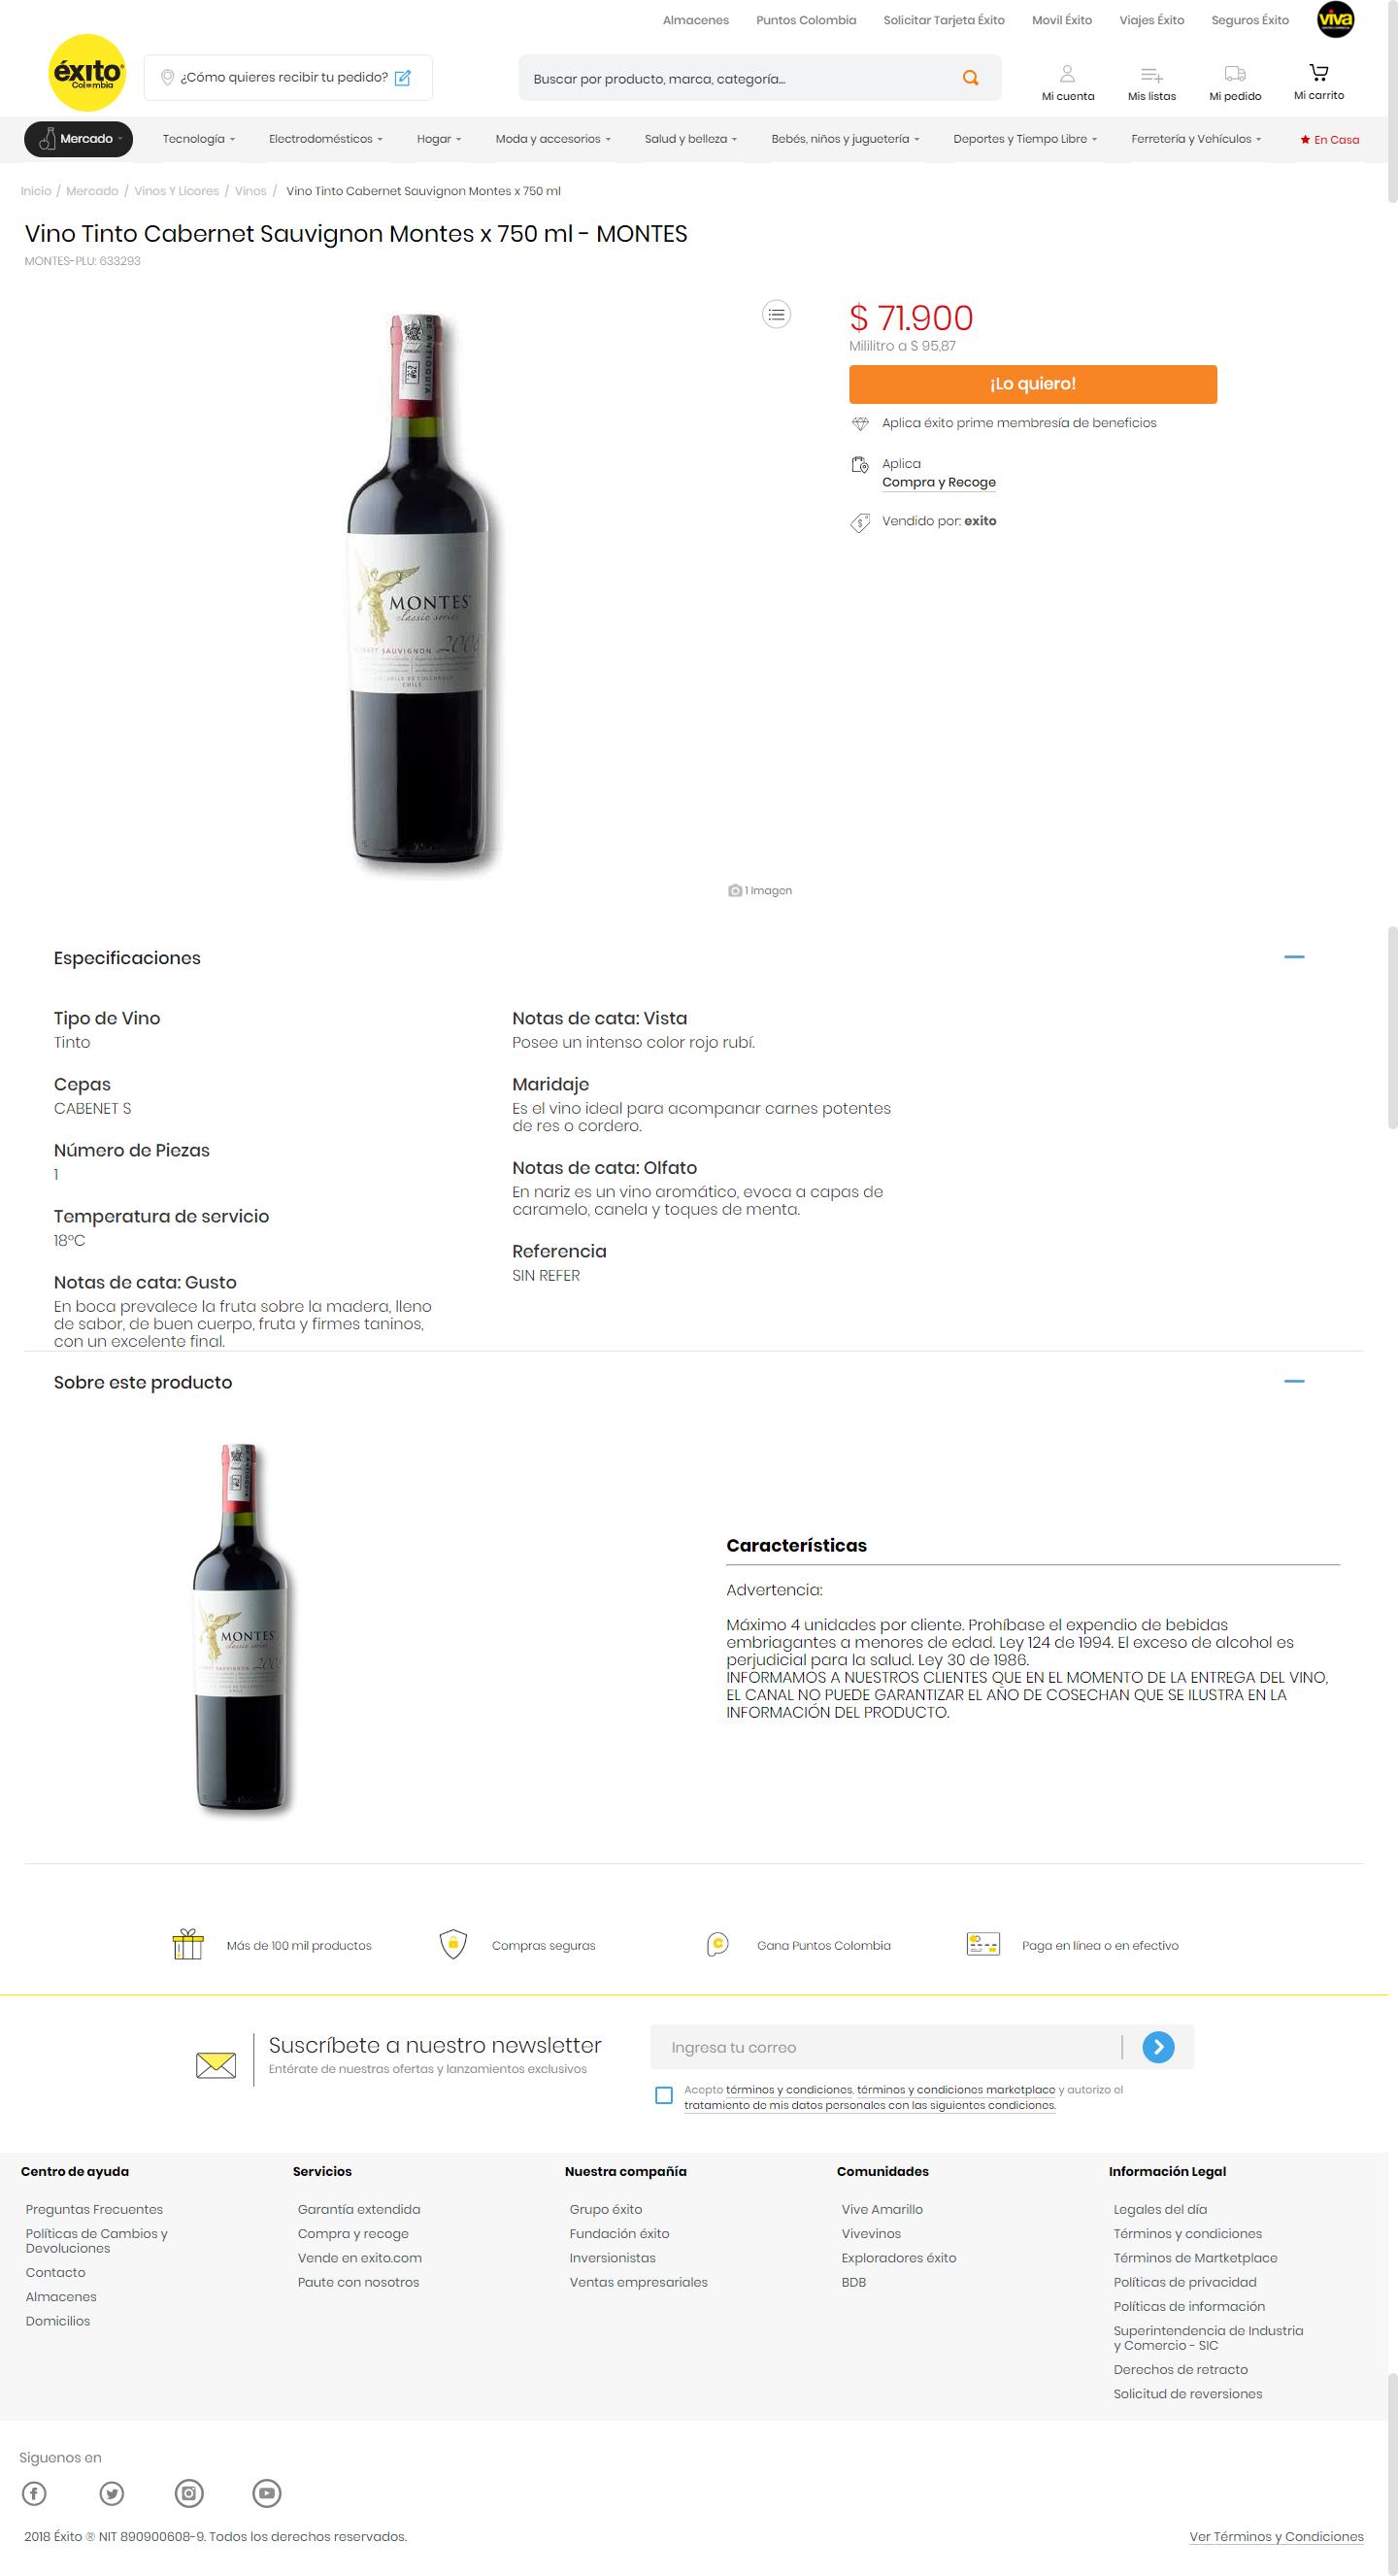 Almacenes Puntos Colombia Solicitar Tarjeta Éxito Movil Éxito Viajes Éxito Seguros Éxito viva
éxito
Colombia
¿Cómo quieres recibir tu pedido?
Buscar por producto, marca, categoría...
Mi cuenta Mis listas Mi pedido Mi carrito
Mercado Tecnología Electrodomésticos Hogar Moda y accesorios Salud y belleza Bebés, niños y juguetería Deportes y Tiempo Libre Ferretería y Vehículos En Casa
Inicio / Mercado / Vinos Y Licores / Vinos / Vino Tinto Cabernet Sauvignon Montes x 750 ml
Vino Tinto Cabernet Sauvignon Montes x 750 ml - MONTES
MONTES-PLU: 633293
$ 71.900
Mililitro a $ 95,87
¡Lo quiero!
Aplica éxito prime membresía de beneficios
Aplica
Compra y Recoge
Vendido por: exito
DE ANTIOQUIA
MONTES
classic series
SAUVIGNON
CHILE
1 Imagen
Especificaciones
Tipo de Vino
Tinto
Cepas
CABENET S
Número de Piezas
1
Temperatura de servicio
18°C
Notas de cata: Gusto
En boca prevalece la fruta sobre la madera, lleno
de sabor, de buen cuerpo, fruta y firmes taninos,
con un excelente final.
Notas de cata: Vista
Posee un intenso color rojo rubí.
Maridaje
Es el vino ideal para acompanar carnes potentes
de res o cordero.
Notas de cata: Olfato
En nariz es un vino aromático, evoca a capas de
caramelo, canela y toques de menta.
Referencia
SIN REFER
Sobre este producto
MONTES
classic series
Características
Advertencia:
Máximo 4 unidades por cliente. Prohíbase el expendio de bebidas
embriagantes a menores de edad. Ley 124 de 1994. El exceso de alcohol es
perjudicial para la salud. Ley 30 de 1986.
INFORMAMOS A NUESTROS CLIENTES QUE EN EL MOMENTO DE LA ENTREGA DEL VINO,
EL CANAL NO PUEDE GARANTIZAR EL AÑO DE COSECHAN QUE SE ILUSTRA EN LA
INFORMACIÓN DEL PRODUCTO.
Más de 100 mil productos
Compras seguras
Gana Puntos Colombia
Paga en línea o en efectivo
Suscríbete a nuestro newsletter
Entérate de nuestras ofertas y lanzamientos exclusivos
Ingresa tu correo
Acepto términos y condiciones, términos y condiciones marketplace y autorizo el
tratamiento de mis datos personales con las siguientes condiciones.
Centro de ayuda
Preguntas Frecuentes
Políticas de Cambios y
Devoluciones
Contacto
Almacenes
Domicilios
Servicios
Garantía extendida
Compra y recoge
Vende en exito.com
Paute con nosotros
Nuestra compañía
Grupo éxito
Fundación éxito
Inversionistas
Ventas empresariales
Comunidades
Vive Amarillo
Vivevinos
Exploradores éxito
BDB
Información Legal
Legales del día
Términos y condiciones
Términos de Martketplace
Políticas de privacidad
Políticas de información
Superintendencia de Industria
y Comercio - SIC
Derechos de retracto
Solicitud de reversiones
Siguenos en
2018 Éxito ® NIT 890900608-9. Todos los derechos reservados.
Ver Términos y Condiciones